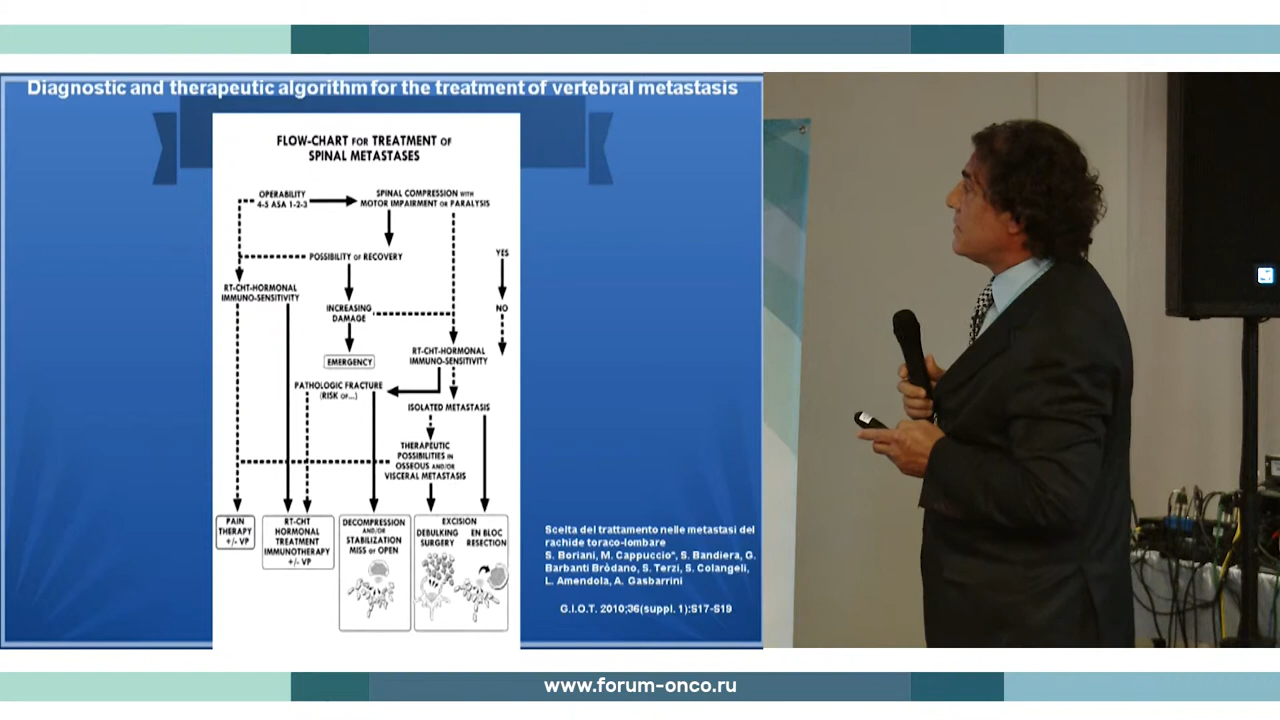 Diagnostic and therapeutic algorithm for the treatment of vertebral metastasis
FLOW-CHART FOR TREATMENT OF
SPINAL METASTASES
OPERABILITY
4-5 ASA 1-2-3
SPINAL COMPRESSION WITH
MOTOR IMPAIRMENT OR PARALYSIS
POSSIBILITY OF RECOVERY
YES
RT-CHT-HORMONAL
IMMUNO-SENSITIVITY
INCREASING
DAMAGE
NO
EMERGENCY
RT-CHT-HORMONAL
IMMUNO-SENSITIVITY
PATHOLOGIC FRACTURE
(RISK OF...)
ISOLATED METASTASIS
THERAPEUTIC
POSSIBILITIES IN
OSSEOUS AND/OR
VISCERAL METASTASIS
PAIN
THERAPY
+/- VP
RT-CHT
HORMONAL
TREATMENT
IMMUNOTHERAPY
+/- VP
DECOMPRESSION
AND/OR
STABILIZATION
MISS OR OPEN
EXCISION
DEBULKING
SURGERY
EN BLOC
RESECTION
Scelta del trattamento nelle metastasi del
rachide toraco-lombare
S. Boriani, M. Cappuccio*, S. Bandiera, G.
Barbanti Bròdano, S. Terzi, S. Colangeli,
L. Amendola, A. Gasbarrini
G.I.O.T. 2010;36(suppl. 1):S17-S19
www.forum-onco.ru